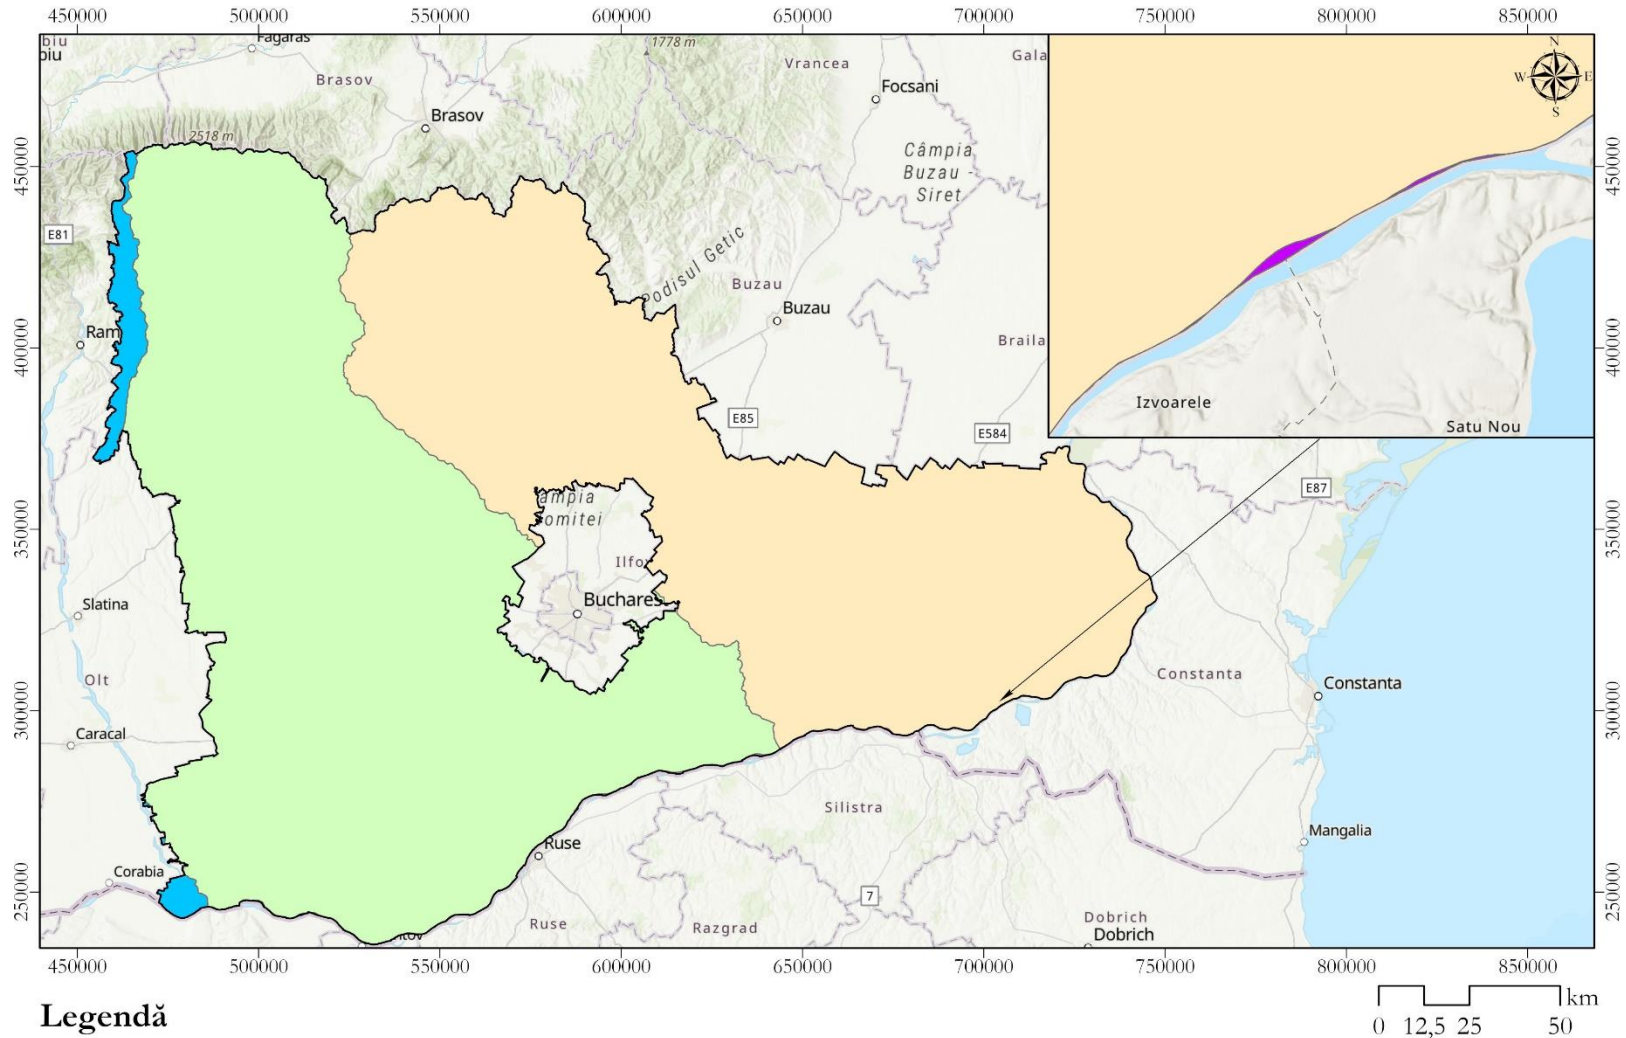 450000 500000 550000 600000 650000 700000 750000 800000 850000
biu
biu
Fagaras
1778 m
Vrancea
Gala
N
W E
S
Brasov
Focsani
Brasov
2518 m
Câmpia
Buzau -
Siret
450000
450000
E81
Podisul Getic
Buzau
Buzau
Ram
Braila
400000
400000
Izvoarele
Satu Nou
E85
E584
E87
ampia
omitei
350000
350000
Ilfo
Bucharest
Slatina
Olt
Constanta
Constanta
300000
300000
Caracal
Silistra
Mangalia
Ruse
Corabia
250000
250000
7
Ruse
Razgrad
Dobrich
Dobrich
450000 500000 550000 600000 650000 700000 750000 800000 850000
Legendă
km
0 12,5 25 50